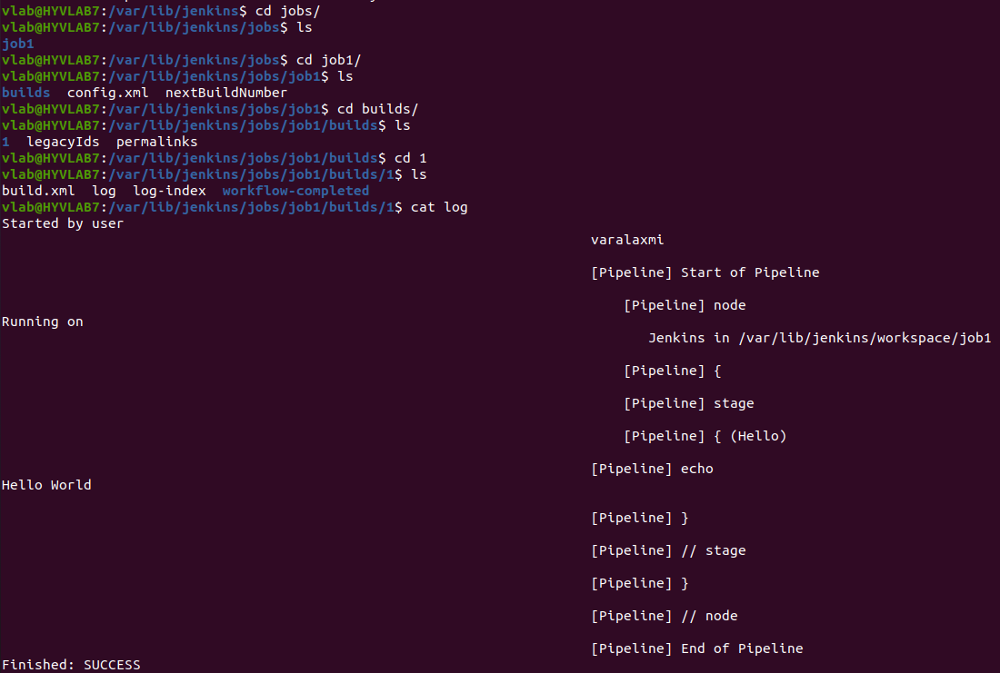 vlab@HYVLAB7:/var/lib/jenkins$ cd jobs/
vlab@HYVLAB7:/var/lib/jenkins/jobs$ ls
job1
vlab@HYVLAB7:/var/lib/jenkins/jobs$ cd job1/
vlab@HYVLAB7:/var/lib/jenkins/jobs/job1$ ls
builds  config.xml  nextBuildNumber
vlab@HYVLAB7:/var/lib/jenkins/jobs/job1$ cd builds/
vlab@HYVLAB7:/var/lib/jenkins/jobs/job1/builds$ ls
1  legacyIds  permalinks
vlab@HYVLAB7:/var/lib/jenkins/jobs/job1/builds$ cd 1
vlab@HYVLAB7:/var/lib/jenkins/jobs/job1/builds/1$ ls
build.xml  log  log-index  workflow-completed
vlab@HYVLAB7:/var/lib/jenkins/jobs/job1/builds/1$ cat log
Started by user
varalaxmi
[Pipeline] Start of Pipeline
[Pipeline] node
Running on
Jenkins in /var/lib/jenkins/workspace/job1
[Pipeline] {
[Pipeline] stage
[Pipeline] { (Hello)
[Pipeline] echo
Hello World
[Pipeline] }
[Pipeline] // stage
[Pipeline] }
[Pipeline] // node
[Pipeline] End of Pipeline
Finished: SUCCESS